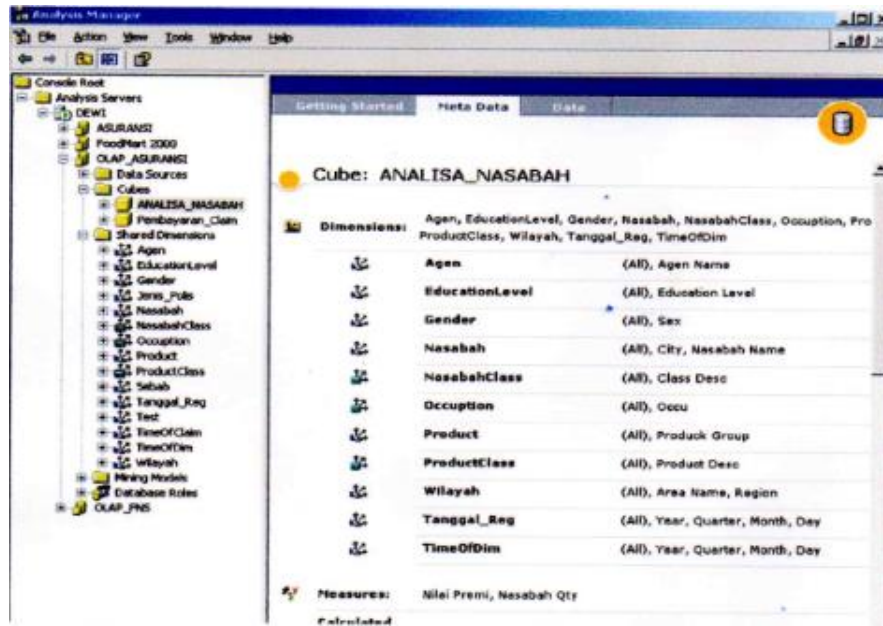 Analysis Manager
File Action View Tools Window Help
Console Root
Analysis Servers
DEWI
ASURANSI
FoodMart 2000
OLAP_ASURANSI
Data Sources
Cubes
ANALISA_NASABAH
Pembayaran_Claim
Shared Dimensions
Agen
EducationLevel
Gender
Jenis_Polis
Nasabah
NasabahClass
Occuption
Product
ProductClass
Sebab
Tanggal_Reg
Test
TimeOfClaim
TimeOfDim
Wilayah
Mining Models
Database Roles
OLAP_FNS
Getting Started Meta Data Data
Cube: ANALISA_NASABAH
Dimensions: Agen, EducationLevel, Gender, Nasabah, NasabahClass, Occuption, Pro
ProductClass, Wilayah, Tanggal_Reg, TimeOfDim
Agen (All), Agen Name
EducationLevel (All), Education Level
Gender (All), Sex
Nasabah (All), City, Nasabah Name
NasabahClass (All), Class Desc
Occuption (All), Occu
Product (All), Produck Group
ProductClass (All), Product Desc
Wilayah (All), Area Name, Region
Tanggal_Reg (All), Year, Quarter, Month, Day
TimeOfDim (All), Year, Quarter, Month, Day
Measures: Nilai Premi, Nasabah Qty
Calculated